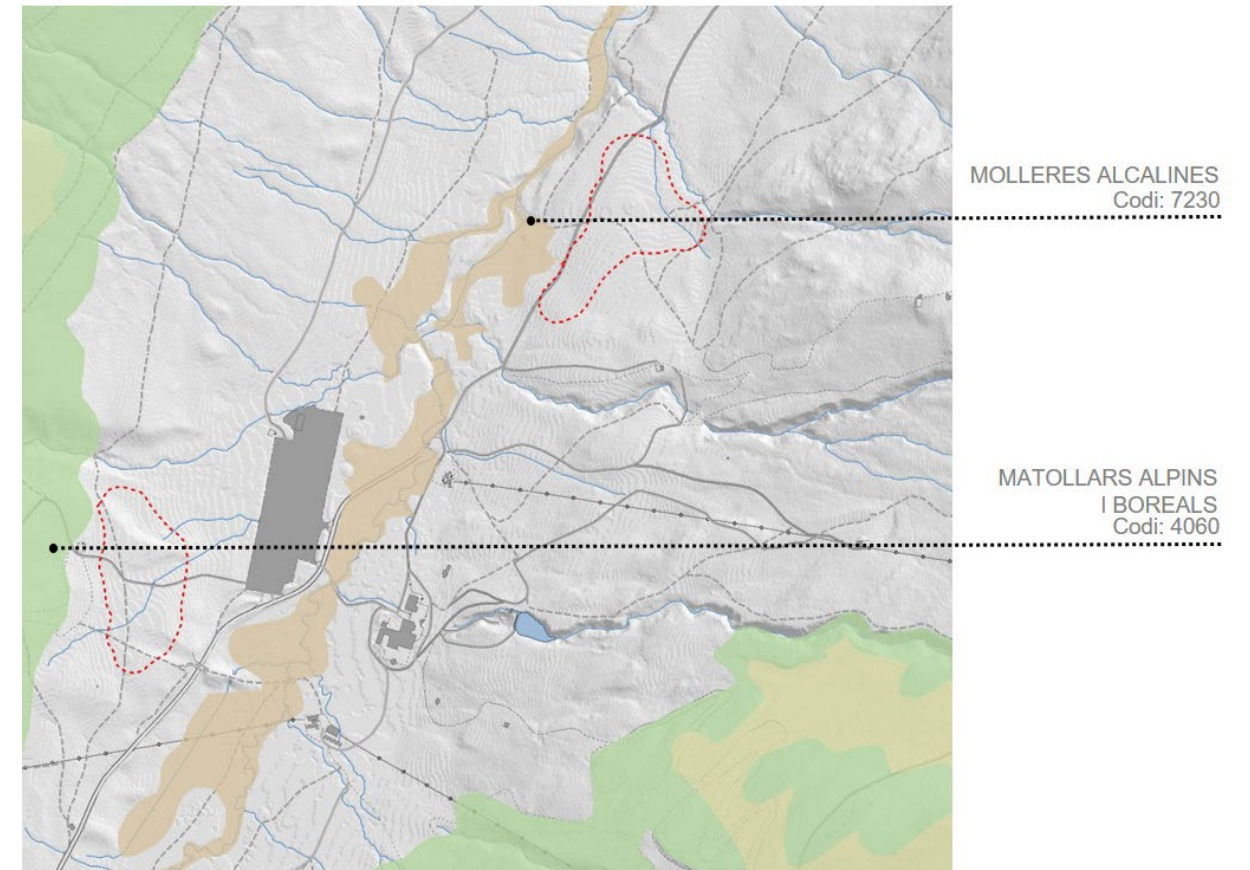 MOLLERES ALCALINES
Codi: 7230
MATOLLARS ALPINS
I BOREALS
Codi: 4060